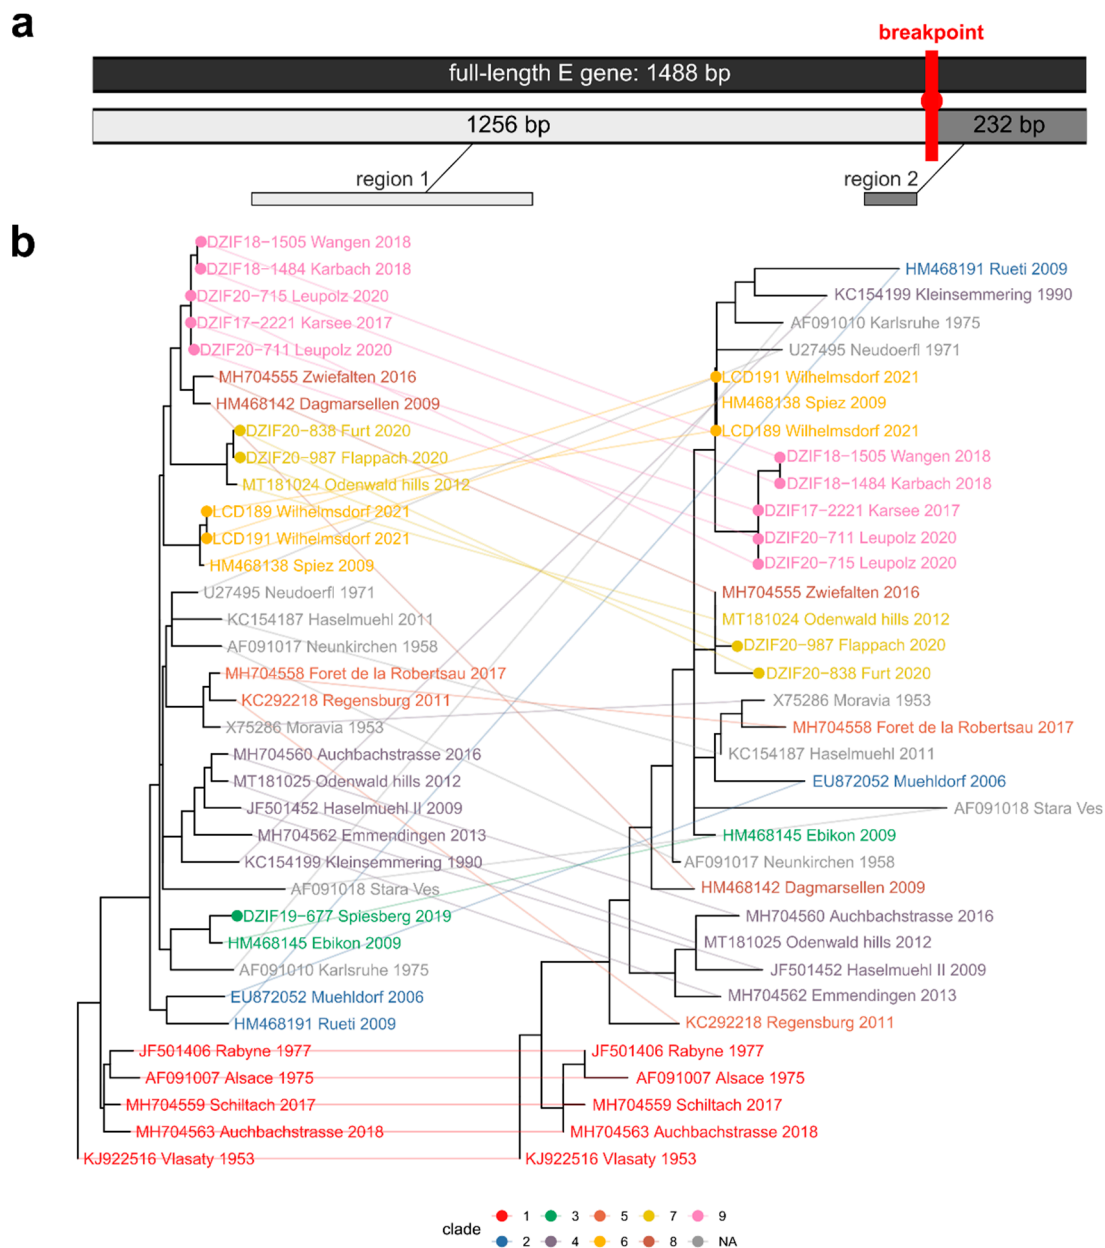 a
breakpoint
full-length E gene: 1488 bp
1256 bp
232 bp
region 1
region 2
b
DZIF18−1505 Wangen 2018
DZIF18−1484 Karbach 2018
DZIF20−715 Leupolz 2020
DZIF17−2221 Karsee 2017
DZIF20−711 Leupolz 2020
MH704555 Zwiefalten 2016
HM468142 Dagmarsellen 2009
DZIF20−838 Furt 2020
DZIF20−987 Flappach 2020
MT181024 Odenwald hills 2012
LCD189 Wilhelmsdorf 2021
LCD191 Wilhelmsdorf 2021
HM468138 Spiez 2009
U27495 Neudoerfl 1971
KC154187 Haselmuehl 2011
AF091017 Neunkirchen 1958
MH704558 Foret de la Robertsau 2017
KC292218 Regensburg 2011
X75286 Moravia 1953
MH704560 Auchbachstrasse 2016
MT181025 Odenwald hills 2012
JF501452 Haselmuehl II 2009
MH704562 Emmendingen 2013
KC154199 Kleinsemmering 1990
AF091018 Stara Ves
DZIF19−677 Spiesberg 2019
HM468145 Ebikon 2009
AF091010 Karlsruhe 1975
EU872052 Muehldorf 2006
HM468191 Rueti 2009
JF501406 Rabyne 1977
AF091007 Alsace 1975
MH704559 Schiltach 2017
MH704563 Auchbachstrasse 2018
KJ922516 Vlasaty 1953
HM468191 Rueti 2009
KC154199 Kleinsemmering 1990
AF091010 Karlsruhe 1975
U27495 Neudoerfl 1971
LCD191 Wilhelmsdorf 2021
HM468138 Spiez 2009
LCD189 Wilhelmsdorf 2021
DZIF18−1505 Wangen 2018
DZIF18−1484 Karbach 2018
DZIF17−2221 Karsee 2017
DZIF20−711 Leupolz 2020
DZIF20−715 Leupolz 2020
MH704555 Zwiefalten 2016
MT181024 Odenwald hills 2012
DZIF20−987 Flappach 2020
DZIF20−838 Furt 2020
X75286 Moravia 1953
MH704558 Foret de la Robertsau 2017
KC154187 Haselmuehl 2011
EU872052 Muehldorf 2006
AF091018 Stara Ves
HM468145 Ebikon 2009
AF091017 Neunkirchen 1958
HM468142 Dagmarsellen 2009
MH704560 Auchbachstrasse 2016
MT181025 Odenwald hills 2012
JF501452 Haselmuehl II 2009
MH704562 Emmendingen 2013
KC292218 Regensburg 2011
JF501406 Rabyne 1977
AF091007 Alsace 1975
MH704559 Schiltach 2017
MH704563 Auchbachstrasse 2018
KJ922516 Vlasaty 1953
clade
1 3 5 7 9
2 4 6 8 NA